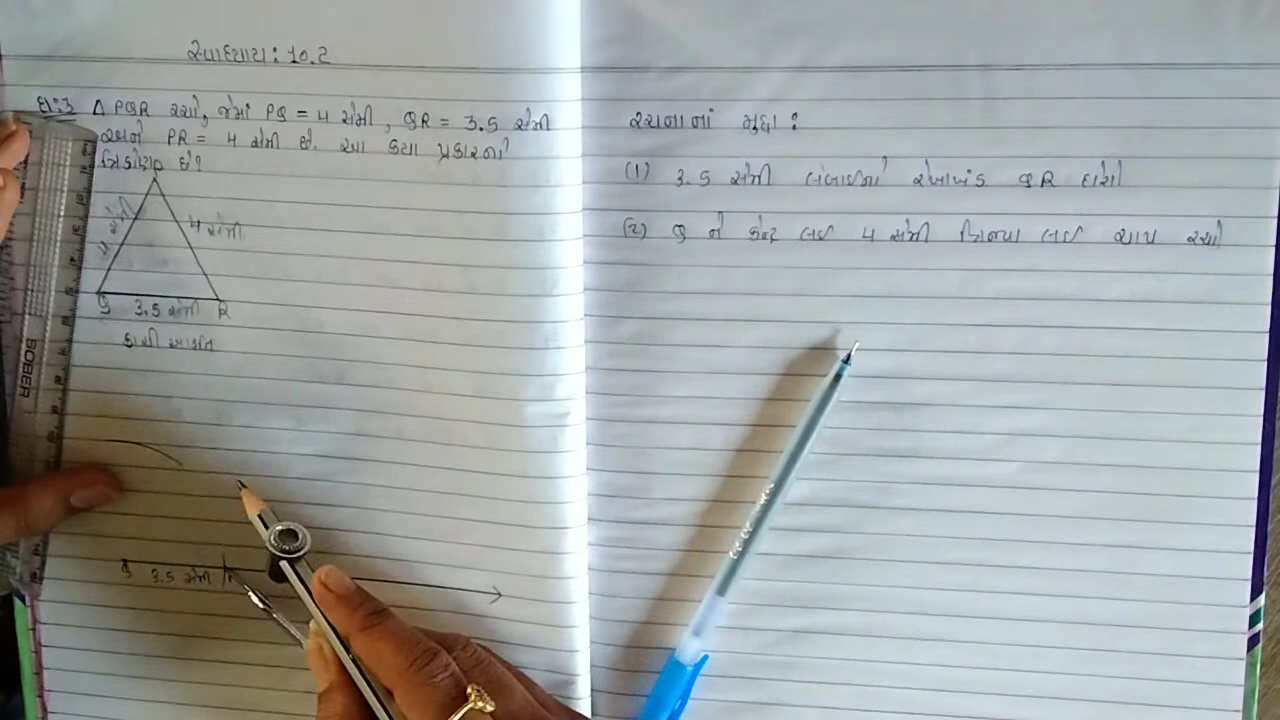 સ્વાધ્યાય: 10.2
દા:3 Δ PQR રચો, જેમાં PQ = 4 સેમી, QR = 3.5 સેમી
અને PR = 4 સેમી છે. આ કયા પ્રકારનો
ત્રિકોણ છે?
P
4 સેમી
4 સેમી
Q 3.5 સેમી R
કાચી આકૃતિ
Q 3.5 સેમી R
SOBER
રચનાનાં મુદ્દા :
(1) 3.5 સેમી લંબાઈનો રેખાખંડ QR દોરો
(2) Q ને કેન્દ્ર લઈ 4 સેમી ત્રિજ્યા લઈ ચાપ રચો